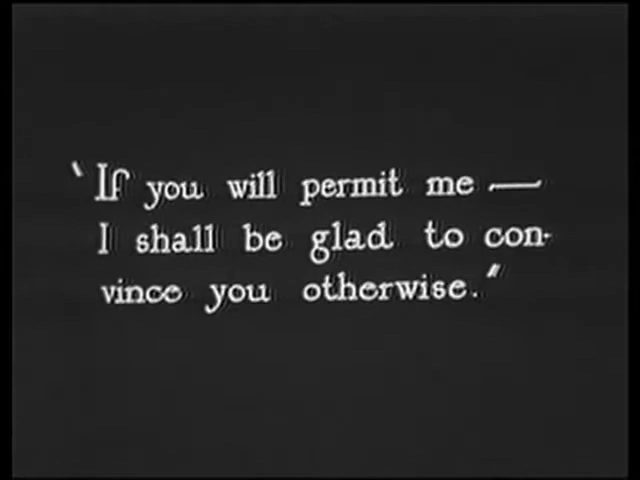 ‘If you will permit me —
I shall be glad to con-
vince you otherwise.”